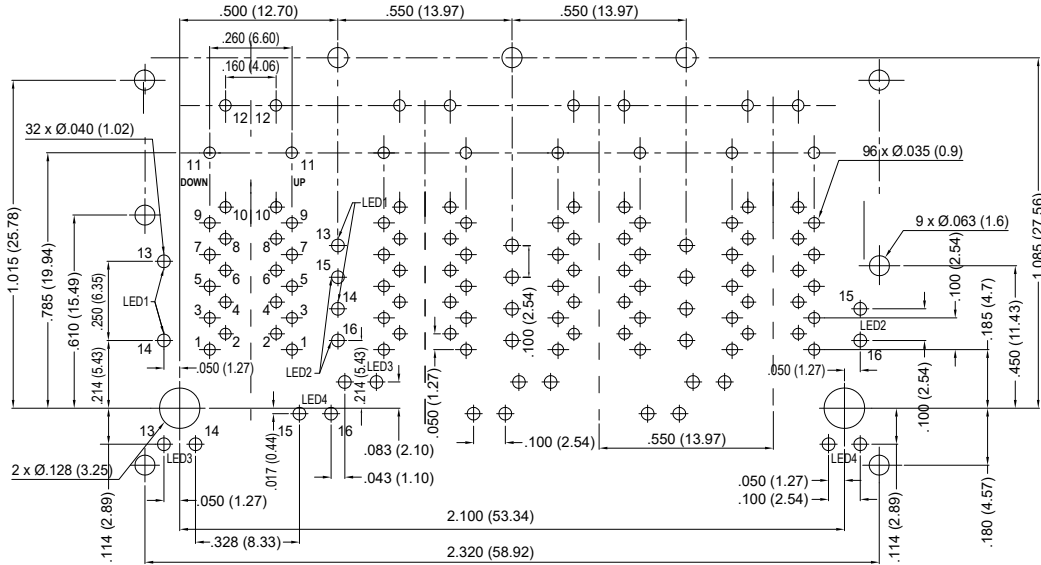 .500 (12.70)
.550 (13.97)
.550 (13.97)
.260 (6.60)
.160 (4.06)
12 12
32 x Ø.040 (1.02)
11
11
96 x Ø.035 (0.9)
DOWN
UP
LED1
9 10 10 9
9 x Ø.063 (1.6)
13
13
7 8 8 7
15
5 6 6 5
LED1
14
15
3 4 4 3
LED2
14
16
16
1 2 2 1
LED2
LED3
.050 (1.27)
.050 (1.27)
LED4
15
16
13
14
LED3
LED4
2 x Ø.128 (3.25)
.083 (2.10)
.100 (2.54)
.550 (13.97)
.043 (1.10)
.050 (1.27)
.050 (1.27)
.100 (2.54)
2.100 (53.34)
.328 (8.33)
2.320 (58.92)
1.015 (25.78)
.785 (19.94)
.610 (15.49)
.250 (6.35)
.214 (5.43)
.114 (2.89)
.017 (0.44)
.214 (5.43)
.050 (1.27)
.100 (2.54)
.100 (2.54)
.100 (2.54)
.185 (4.7)
.450 (11.43)
1.085 (27.56)
.114 (2.89)
.180 (4.57)